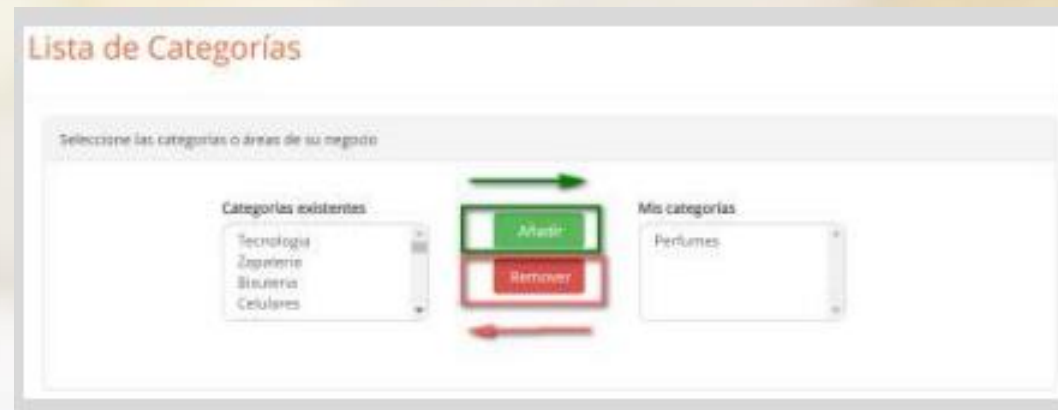 Lista de Categorías
Seleccione las categorías o áreas de su negocio
Categorías existentes
Tecnología
Zapatería
Bisutería
Celulares
Añadir
Remover
Mis categorías
Perfumes